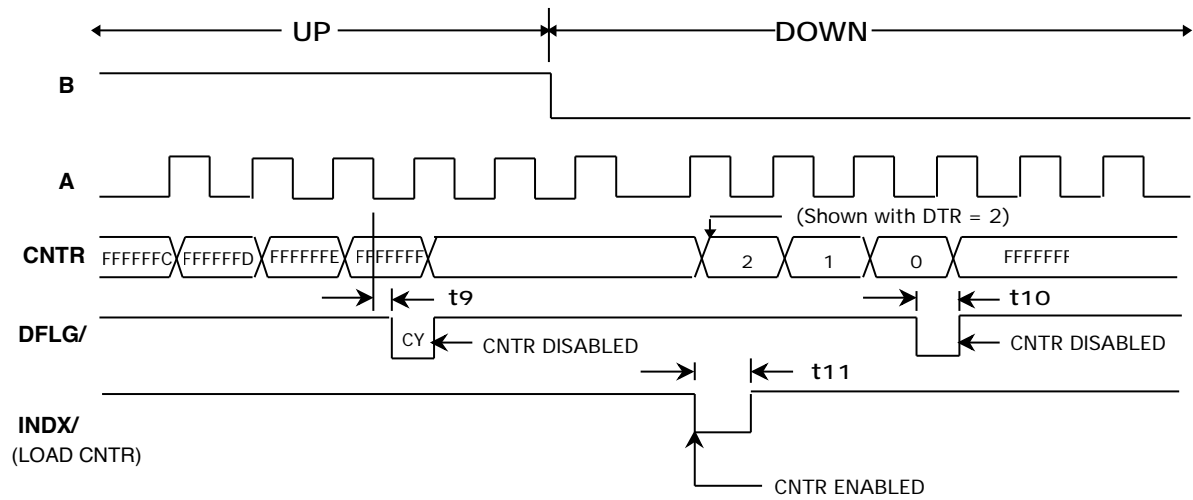 UP DOWN
B
A
(Shown with DTR = 2)
CNTR FFFFFFC FFFFFFD FFFFFFE FFFFFFF 2 1 0 FFFFFFF
t9 t10
DFLG/ CY CNTR DISABLED CNTR DISABLED
t11
INDX/
(LOAD CNTR)
CNTR ENABLED